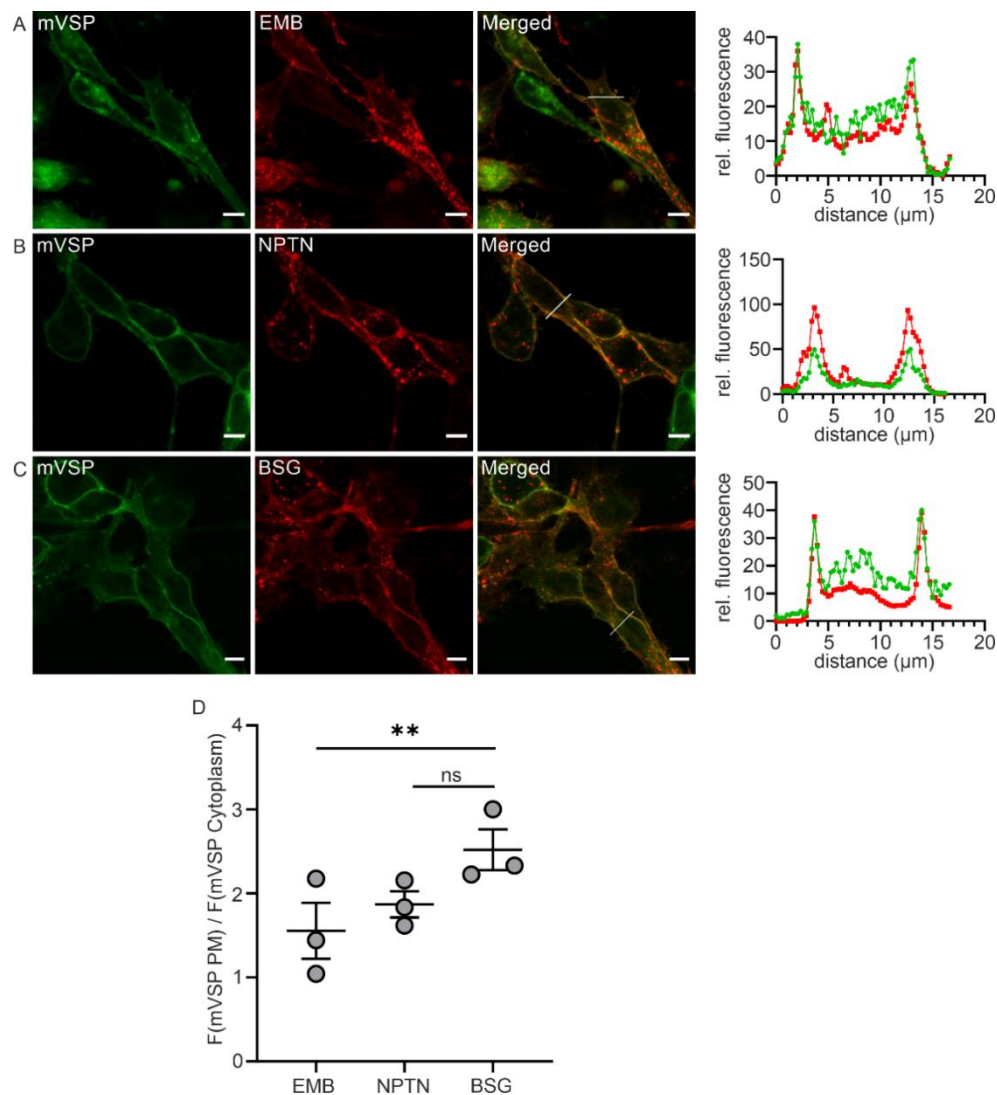 A mVSP EMB Merged
40
30
20
10
0
rel. fluorescence
0 5 10 15 20
distance (µm)
B mVSP NPTN Merged
150
100
50
0
rel. fluorescence
0 5 10 15 20
distance (µm)
C mVSP BSG Merged
50
40
30
20
10
0
rel. fluorescence
0 5 10 15 20
distance (µm)
D
4
3
2
1
0
F(mVSP PM) / F(mVSP Cytoplasm)
**
ns
EMB NPTN BSG